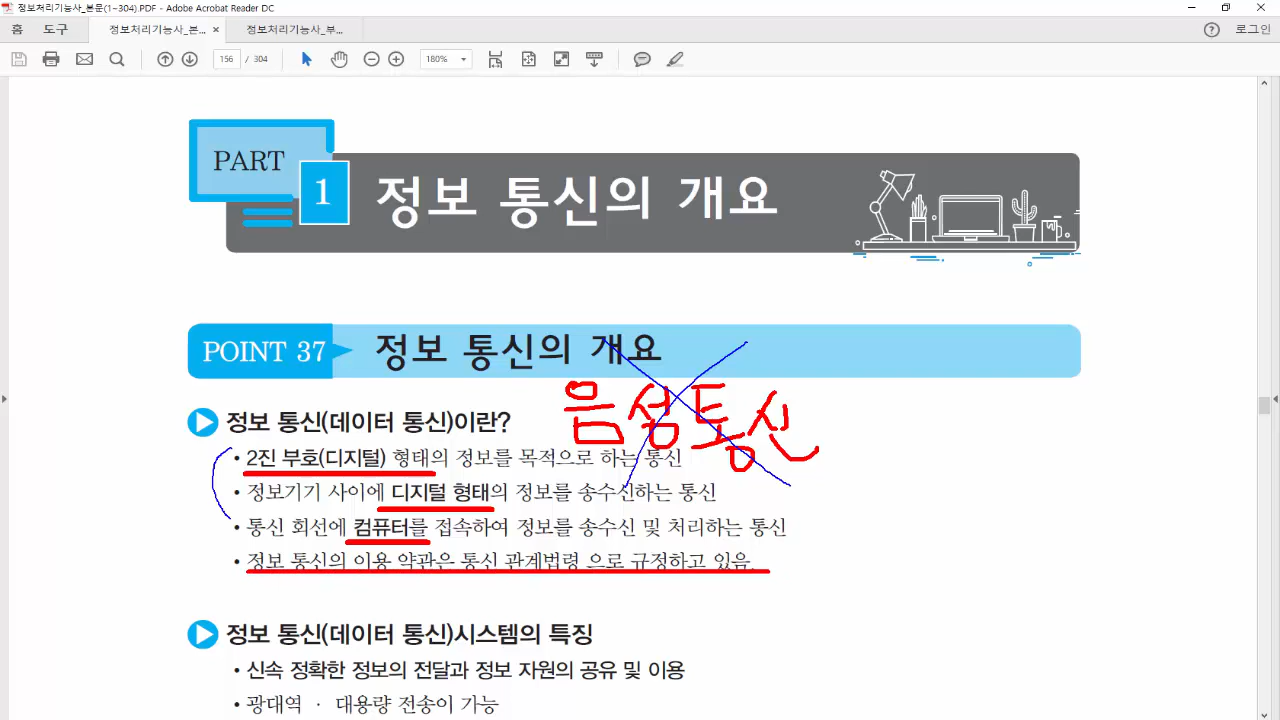 정보처리기능사_본문(1~304).PDF - Adobe Acrobat Reader DC
홈 도구 정보처리기능사_본... × 정보처리기능사_부... ? 로그인
156 / 304 180%
PART
1
정보 통신의 개요
POINT 37 정보 통신의 개요
음성통신
정보 통신(데이터 통신)이란?
• 2진 부호(디지털) 형태의 정보를 목적으로 하는 통신
• 정보기기 사이에 디지털 형태의 정보를 송수신하는 통신
• 통신 회선에 컴퓨터를 접속하여 정보를 송수신 및 처리하는 통신
• 정보 통신의 이용 약관은 통신 관계법령 으로 규정하고 있음.
정보 통신(데이터 통신)시스템의 특징
• 신속 정확한 정보의 전달과 정보 자원의 공유 및 이용
• 광대역 · 대용량 전송이 가능